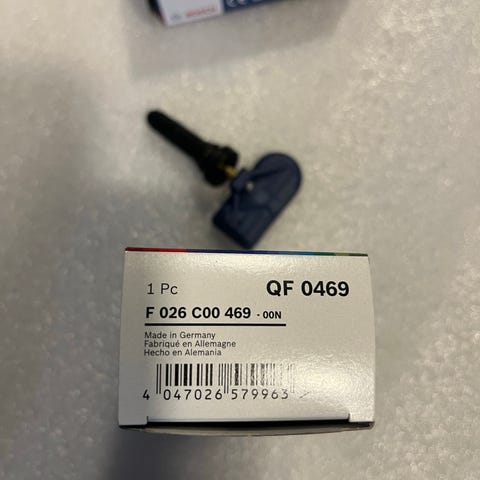 BOSCH
1 Pc
QF 0469
F 026 C00 469 - 00N
Made in Germany
Fabriqué en Allemagne
Hecho en Alemania
4 047026 579963 >